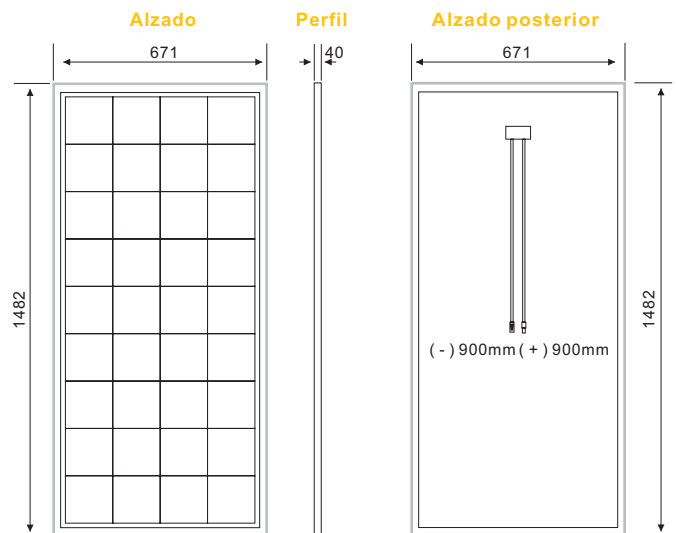 Alzado
Perfil
Alzado posterior
671
40
671
1482
1482
( - ) 900mm ( + ) 900mm